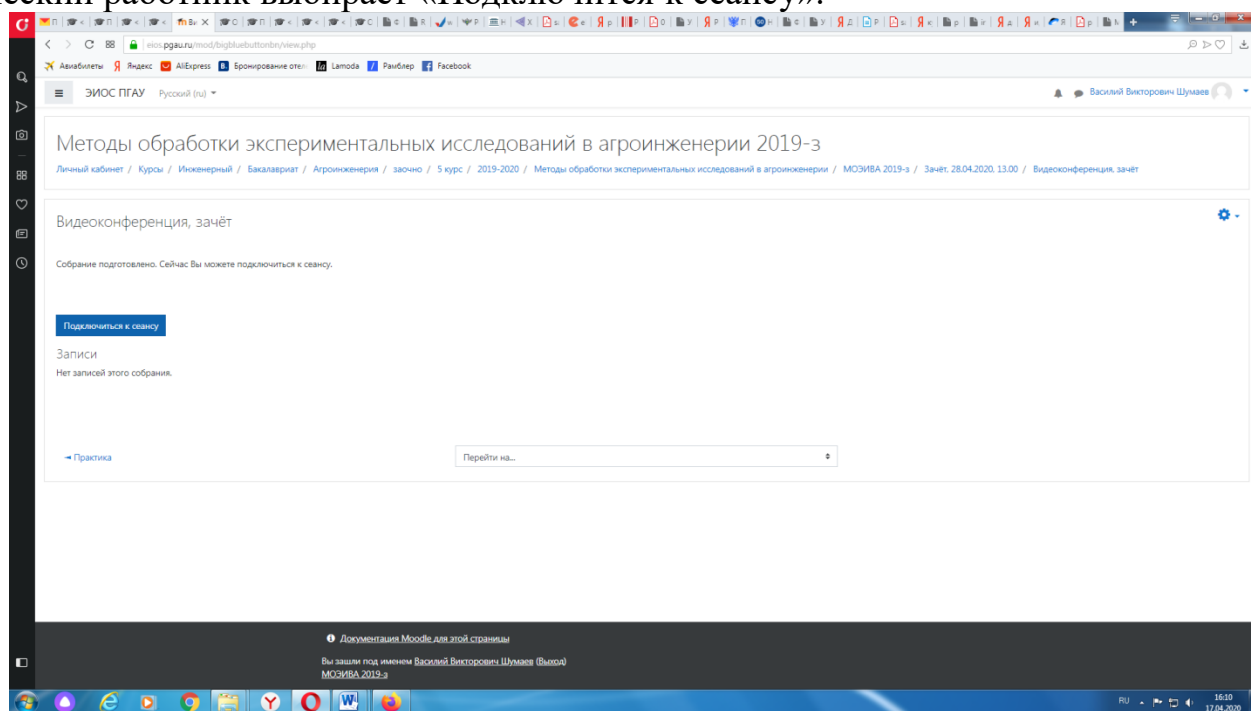 работник выбирает «Подключится к сеансу».
eios.pgau.ru/mod/bigbluebuttonbn/view.php
Авиабилеты Яндекс AliExpress Бронирование отел Lamoda Рамблер Facebook
ЭИОС ПГАУ Русский (ru) Василий Викторович Шумаев
Методы обработки экспериментальных исследований в агроинженерии 2019-з
Личный кабинет / Курсы / Инженерный / Бакалавриат / Агроинженерия / заочно / 5 курс / 2019-2020 / Методы обработки экспериментальных исследований в агроинженерии / МОЭИВА 2019-з / Зачёт, 28.04.2020, 13.00 / Видеоконференция, зачёт
Видеоконференция, зачёт
Собрание подготовлено. Сейчас Вы можете подключиться к сеансу.
Подключиться к сеансу
Записи
Нет записей этого собрания.
◄ Практика Перейти на...
Документация Moodle для этой страницы
Вы зашли под именем Василий Викторович Шумаев (Выход)
МОЭИВА 2019-з
RU 16:10
17.04.2020